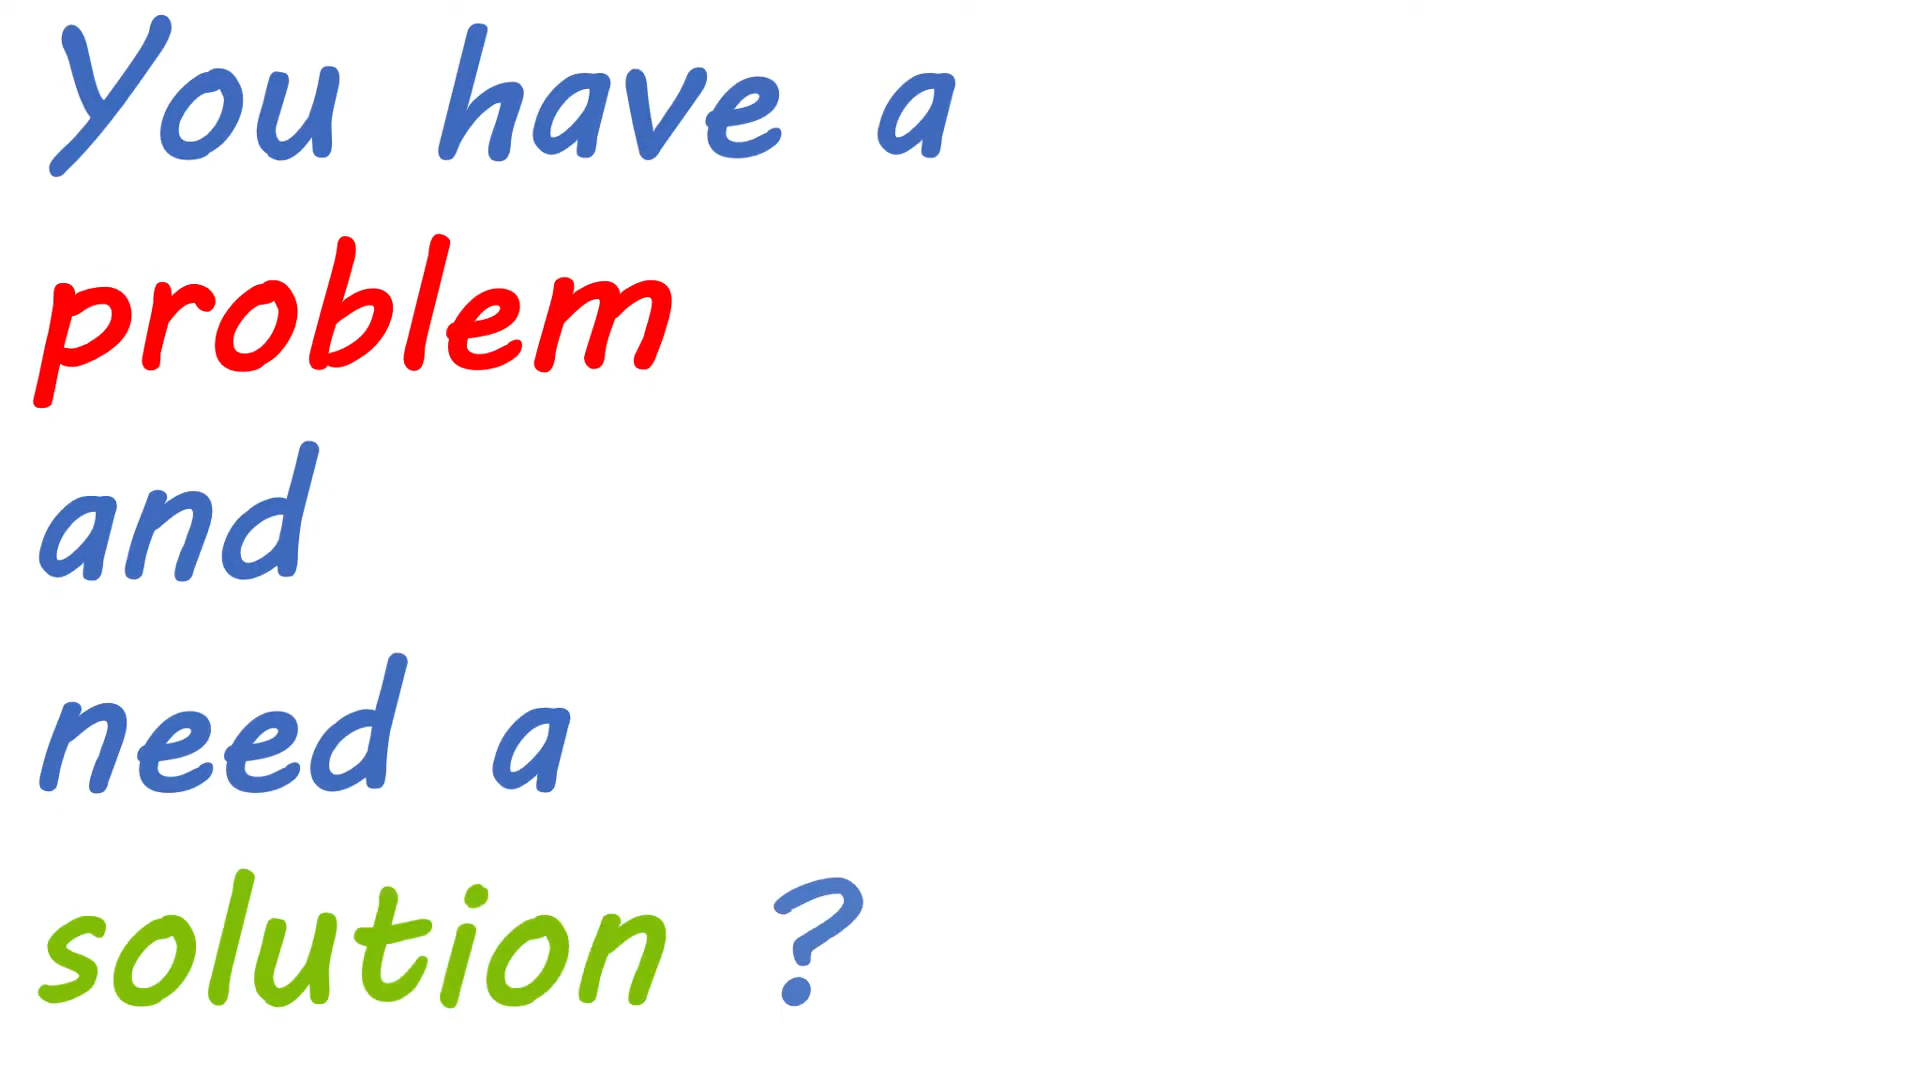 You have a
problem
and
need a
solution ?